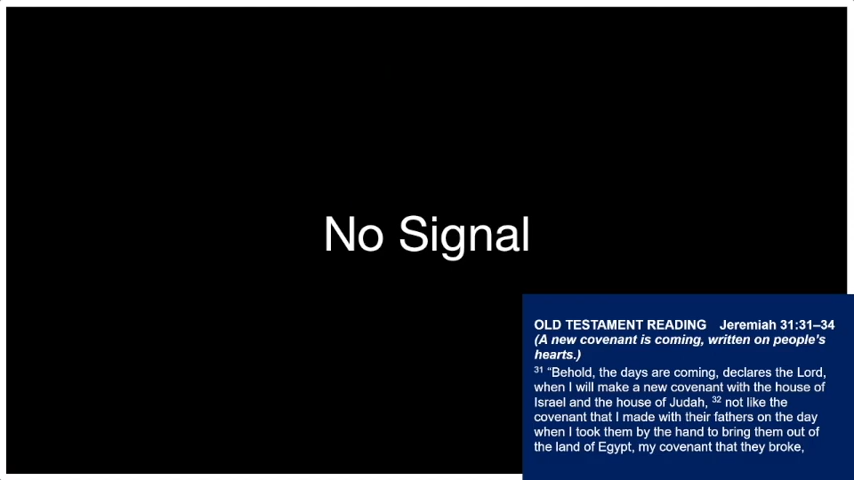 No Signal
OLD TESTAMENT READING Jeremiah 31:31–34
(A new covenant is coming, written on people's
hearts.)
31 “Behold, the days are coming, declares the Lord,
when I will make a new covenant with the house of
Israel and the house of Judah, 32 not like the
covenant that I made with their fathers on the day
when I took them by the hand to bring them out of
the land of Egypt, my covenant that they broke,